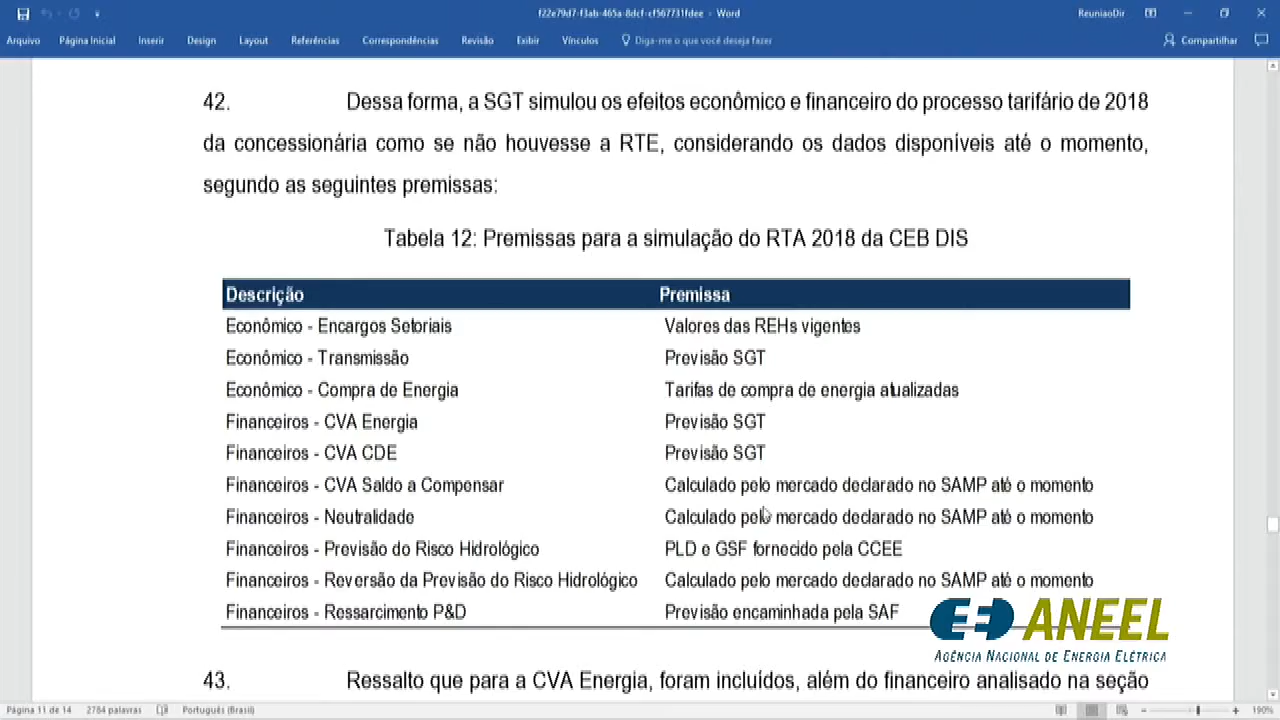 f22e79d7-f3ab-465a-8dcf-cf567731fdee - Word
ReuniaoDir
Arquivo Página Inicial Inserir Design Layout Referências Correspondências Revisão Exibir Vínculos Diga-me o que você deseja fazer Compartilhar
42. Dessa forma, a SGT simulou os efeitos econômico e financeiro do processo tarifário de 2018
da concessionária como se não houvesse a RTE, considerando os dados disponíveis até o momento,
segundo as seguintes premissas:
Tabela 12: Premissas para a simulação do RTA 2018 da CEB DIS
Descrição Premissa
Econômico - Encargos Setoriais Valores das REHs vigentes
Econômico - Transmissão Previsão SGT
Econômico - Compra de Energia Tarifas de compra de energia atualizadas
Financeiros - CVA Energia Previsão SGT
Financeiros - CVA CDE Previsão SGT
Financeiros - CVA Saldo a Compensar Calculado pelo mercado declarado no SAMP até o momento
Financeiros - Neutralidade Calculado pelo mercado declarado no SAMP até o momento
Financeiros - Previsão do Risco Hidrológico PLD e GSF fornecido pela CCEE
Financeiros - Reversão da Previsão do Risco Hidrológico Calculado pelo mercado declarado no SAMP até o momento
Financeiros - Ressarcimento P&D Previsão encaminhada pela SAF
ANEEL
AGÊNCIA NACIONAL DE ENERGIA ELÉTRICA
43. Ressalto que para a CVA Energia, foram incluídos, além do financeiro analisado na seção
Página 11 de 14 2784 palavras Português (Brasil) 190%